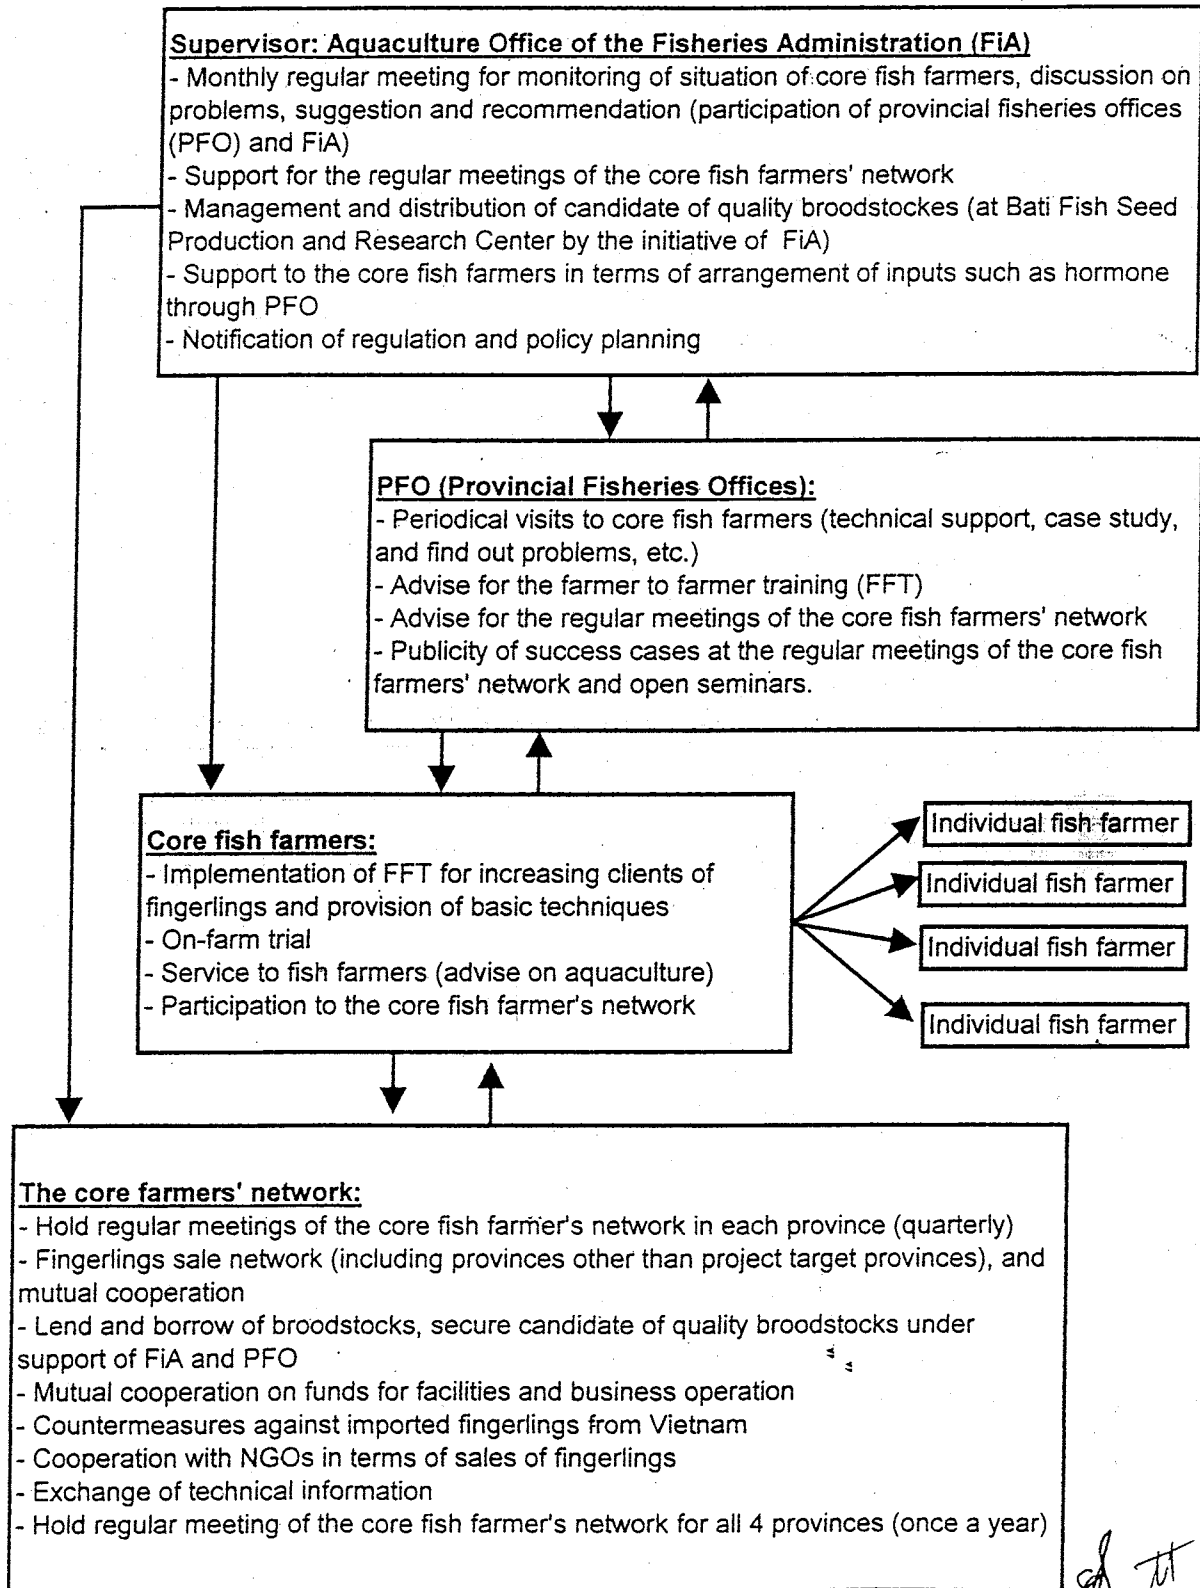 Supervisor: Aquaculture Office of the Fisheries Administration (FiA)
- Monthly regular meeting for monitoring of situation of core fish farmers, discussion on
problems, suggestion and recommendation (participation of provincial fisheries offices
(PFO) and FiA)
- Support for the regular meetings of the core fish farmers' network
- Management and distribution of candidate of quality broodstockes (at Bati Fish Seed
Production and Research Center by the initiative of FiA)
- Support to the core fish farmers in terms of arrangement of inputs such as hormone
through PFO
- Notification of regulation and policy planning
PFO (Provincial Fisheries Offices):
- Periodical visits to core fish farmers (technical support, case study,
and find out problems, etc.)
- Advise for the farmer to farmer training (FFT)
- Advise for the regular meetings of the core fish farmers' network
- Publicity of success cases at the regular meetings of the core fish
farmers' network and open seminars.
Core fish farmers:
- Implementation of FFT for increasing clients of
fingerlings and provision of basic techniques
- On-farm trial
- Service to fish farmers (advise on aquaculture)
- Participation to the core fish farmer's network
Individual fish farmer
Individual fish farmer
Individual fish farmer
Individual fish farmer
The core farmers' network:
- Hold regular meetings of the core fish farmer's network in each province (quarterly)
- Fingerlings sale network (including provinces other than project target provinces), and
mutual cooperation
- Lend and borrow of broodstocks, secure candidate of quality broodstocks under
support of FiA and PFO
- Mutual cooperation on funds for facilities and business operation
- Countermeasures against imported fingerlings from Vietnam
- Cooperation with NGOs in terms of sales of fingerlings
- Exchange of technical information
- Hold regular meeting of the core fish farmer's network for all 4 provinces (once a year)